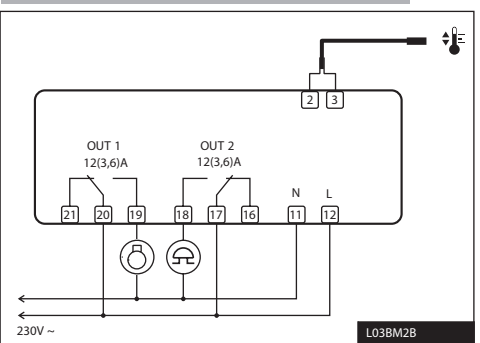 2 3
OUT 1 OUT 2
12(3,6)A 12(3,6)A
N L
21 20 19 18 17 16 11 12
230V ~
L03BM2B